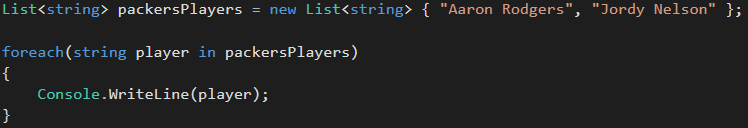 List<string> packersPlayers = new List<string> { "Aaron Rodgers", "Jordy Nelson" };
foreach(string player in packersPlayers)
{
    Console.WriteLine(player);
}